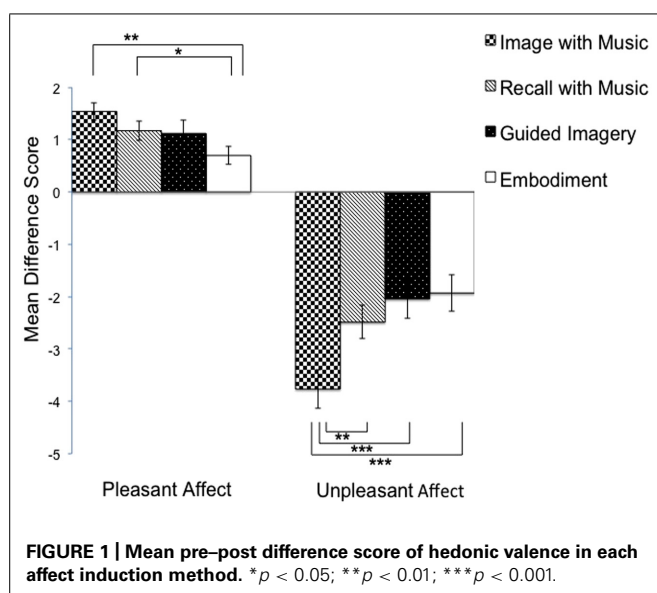 **
*
Image with Music
Recall with Music
Guided Imagery
Embodiment
2
1
0
-1
-2
-3
-4
-5
Mean Difference Score
**
***
***
Pleasant Affect
Unpleasant Affect
FIGURE 1 | Mean pre–post difference score of hedonic valence in each
affect induction method. *p < 0.05; **p < 0.01; ***p < 0.001.